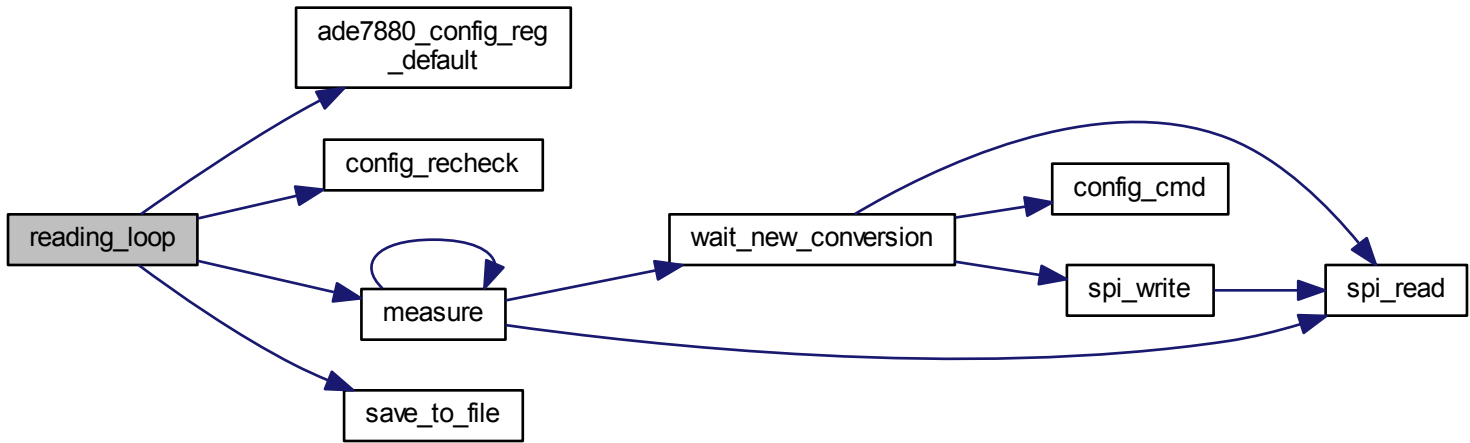 reading_loop
ade7880_config_reg
_default
config_recheck
measure
save_to_file
wait_new_conversion
config_cmd
spi_write
spi_read